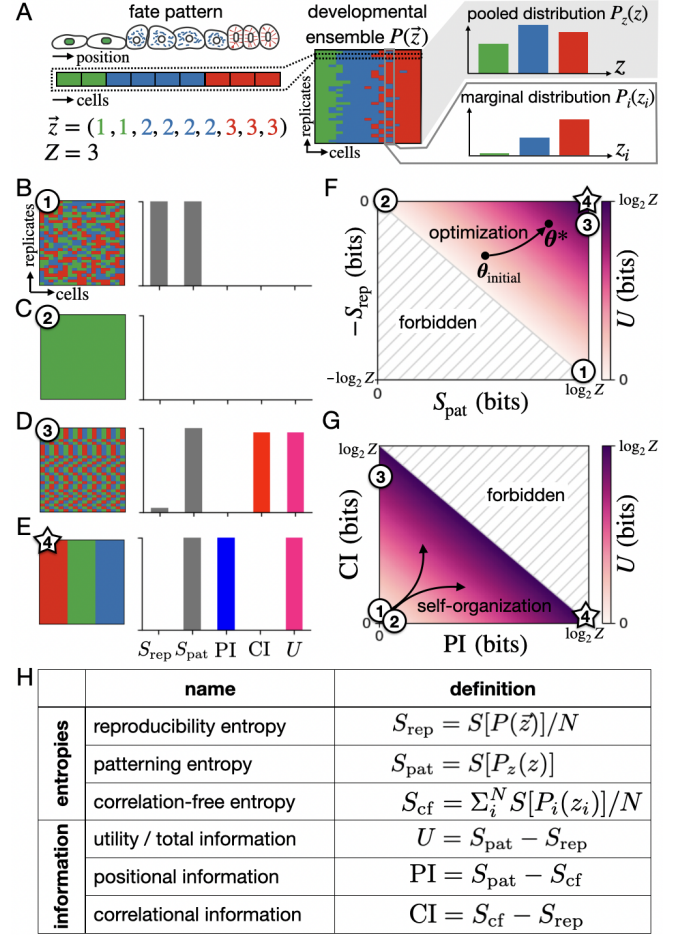 A
fate pattern
position
cells
z⃗ = (1,1,2,2,2,2,3,3,3)
Z = 3
developmental
ensemble P(z⃗)
replicates
cells
pooled distribution P_z(z)
z
marginal distribution P_i(z_i)
z_i
B
1
replicates
cells
C
2
D
3
E
4
S_rep S_pat PI CI U
F
0
−S_rep (bits)
−log₂ Z
2
4
3
1
optimization
θ_initial
θ*
forbidden
0
log₂ Z
S_pat (bits)
log₂ Z
U (bits)
0
G
log₂ Z
CI (bits)
0
3
1
2
4
forbidden
self-organization
0
log₂ Z
PI (bits)
log₂ Z
U (bits)
0
H
name definition
entropies
reproducibility entropy S_rep = S[P(z⃗)]/N
patterning entropy S_pat = S[P_z(z)]
correlation-free entropy S_cf = Σ_i^N S[P_i(z_i)]/N
information
utility / total information U = S_pat − S_rep
positional information PI = S_pat − S_cf
correlational information CI = S_cf − S_rep